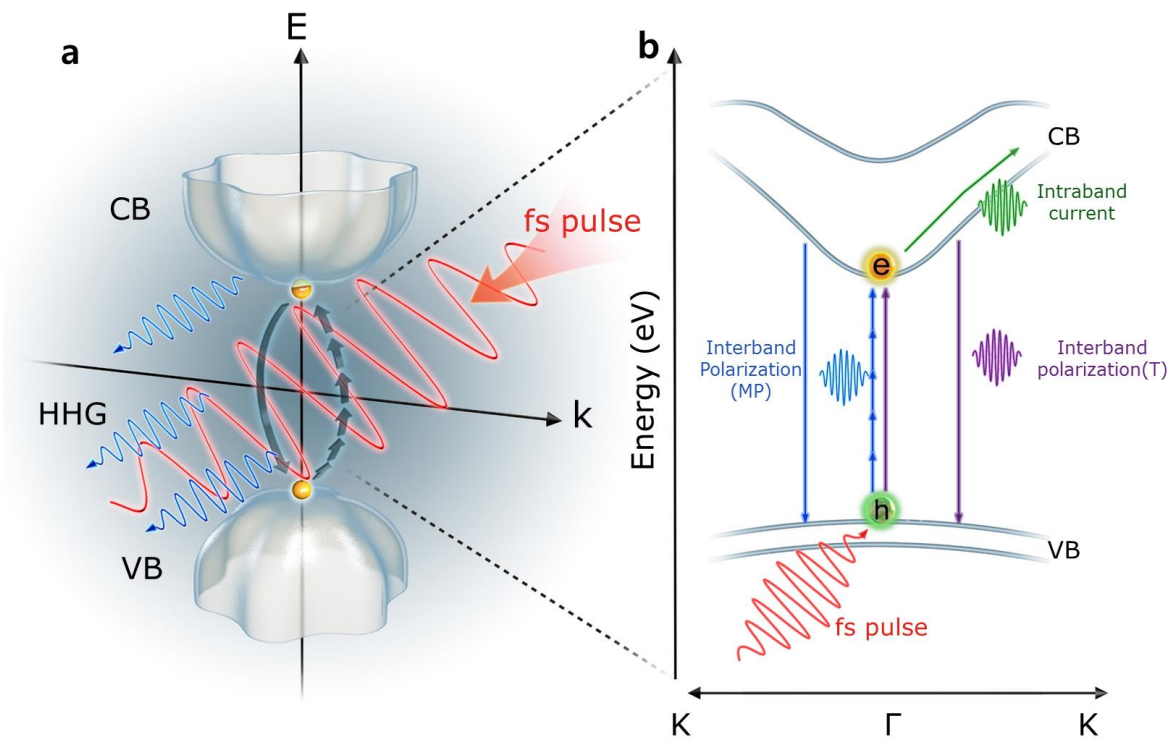 a
E
CB
fs pulse
k
HHG
VB
b
Energy (eV)
CB
Intraband
current
e
Interband
Polarization
(MP)
Interband
polarization(T)
h
VB
fs pulse
K
Γ
K